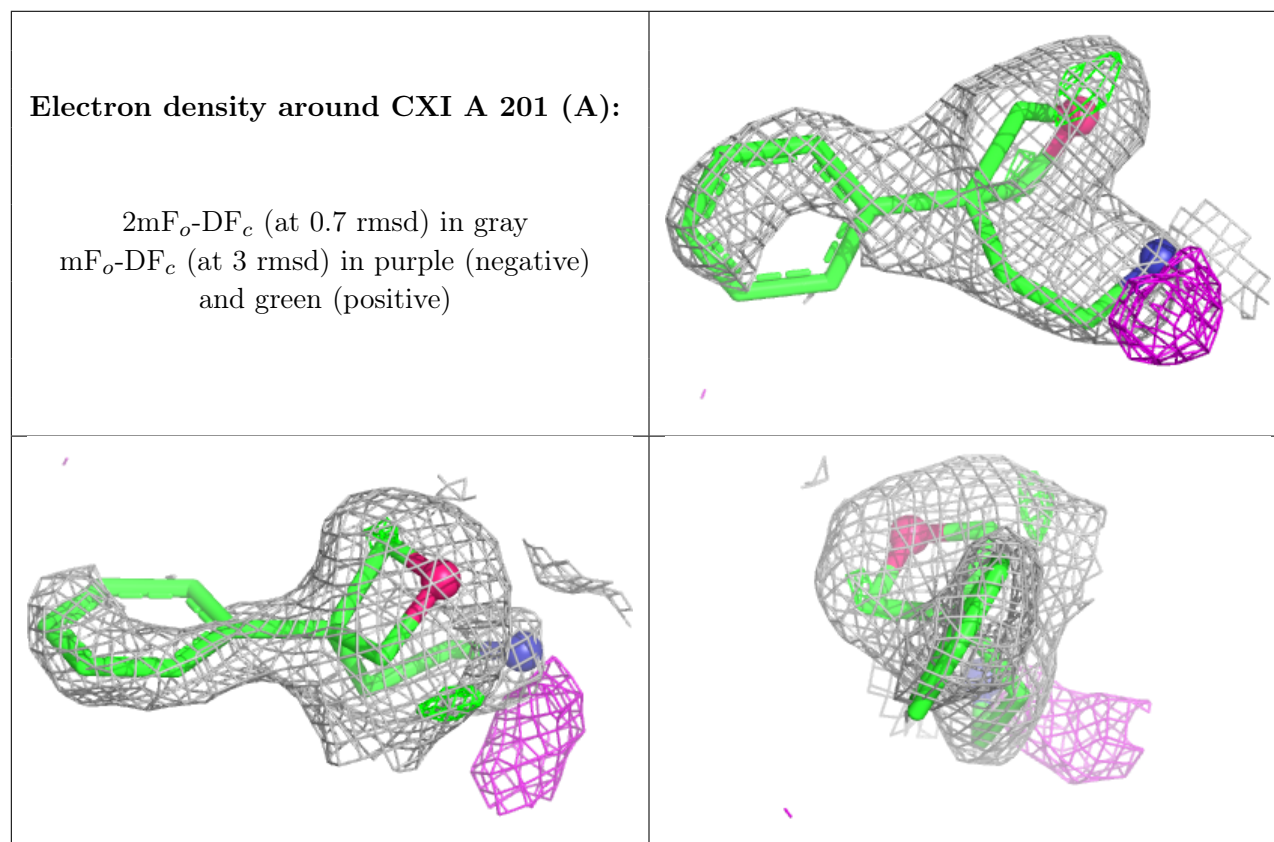 Electron density around CXI A 201 (A):
2mFo-DFc (at 0.7 rmsd) in gray
mFo-DFc (at 3 rmsd) in purple (negative)
and green (positive)